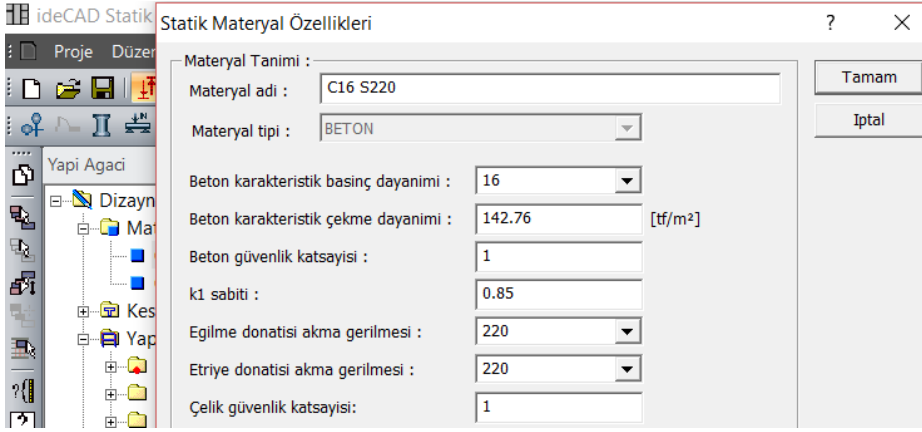 ideCAD Statik
Statik Materyal Özellikleri
?
Proje Düzen
Materyal Tanimi :
Materyal adi : C16 S220
Tamam
Materyal tipi : BETON
Iptal
Yapi Agaci
Beton karakteristik basinç dayanimi : 16
Dizayn
Beton karakteristik çekme dayanimi : 142.76 [tf/m²]
Mat
Beton güvenlik katsayisi : 1
k1 sabiti : 0.85
Kes
Egilme donatisi akma gerilmesi : 220
Yap
Etriye donatisi akma gerilmesi : 220
Çelik güvenlik katsayisi: 1